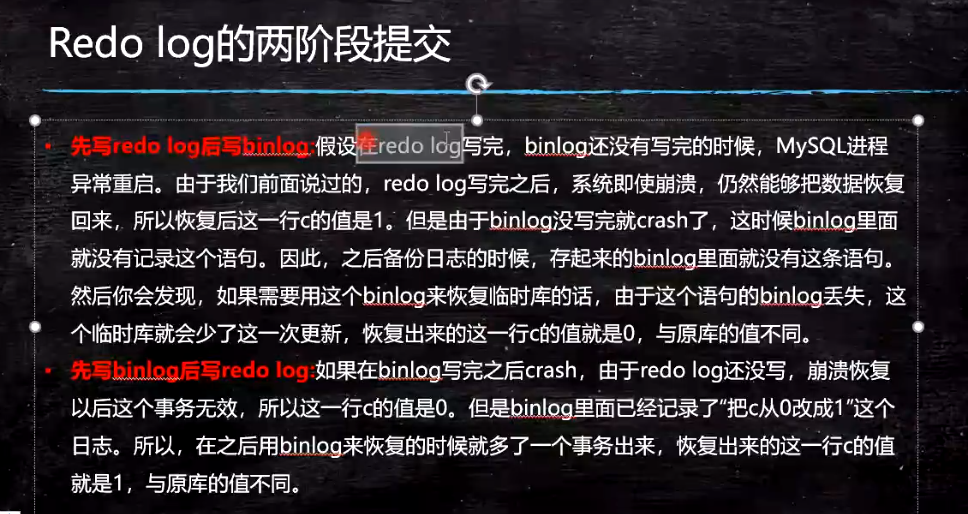 Redo log的两阶段提交
• 先写redo log后写binlog:假设在redo log写完，binlog还没有写完的时候，MySQL进程
异常重启。由于我们前面说过的，redo log写完之后，系统即使崩溃，仍然能够把数据恢复
回来，所以恢复后这一行c的值是1。但是由于binlog没写完就crash了，这时候binlog里面
就没有记录这个语句。因此，之后备份日志的时候，存起来的binlog里面就没有这条语句。
然后你会发现，如果需要用这个binlog来恢复临时库的话，由于这个语句的binlog丢失，这
个临时库就会少了这一次更新，恢复出来的这一行c的值就是0，与原库的值不同。
• 先写binlog后写redo log:如果在binlog写完之后crash，由于redo log还没写，崩溃恢复
以后这个事务无效，所以这一行c的值是0。但是binlog里面已经记录了“把c从0改成1”这个
日志。所以，在之后用binlog来恢复的时候就多了一个事务出来，恢复出来的这一行c的值
就是1，与原库的值不同。